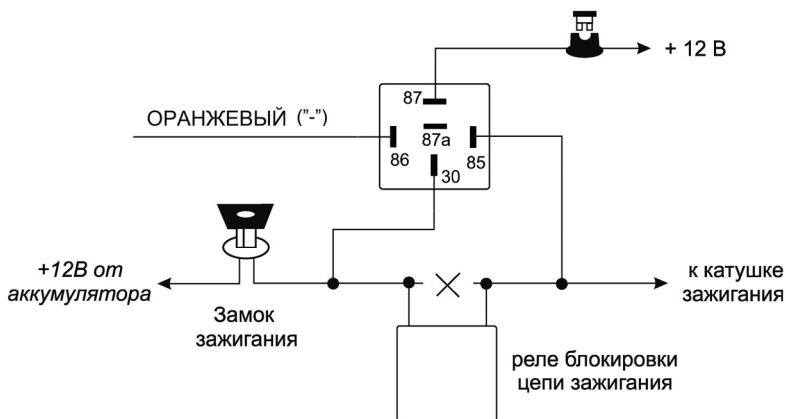 + 12 В
ОРАНЖЕВЫЙ ("-")
87
87a
86
85
30
+12В от
аккумулятора
Замок
зажигания
к катушке
зажигания
реле блокировки
цепи зажигания